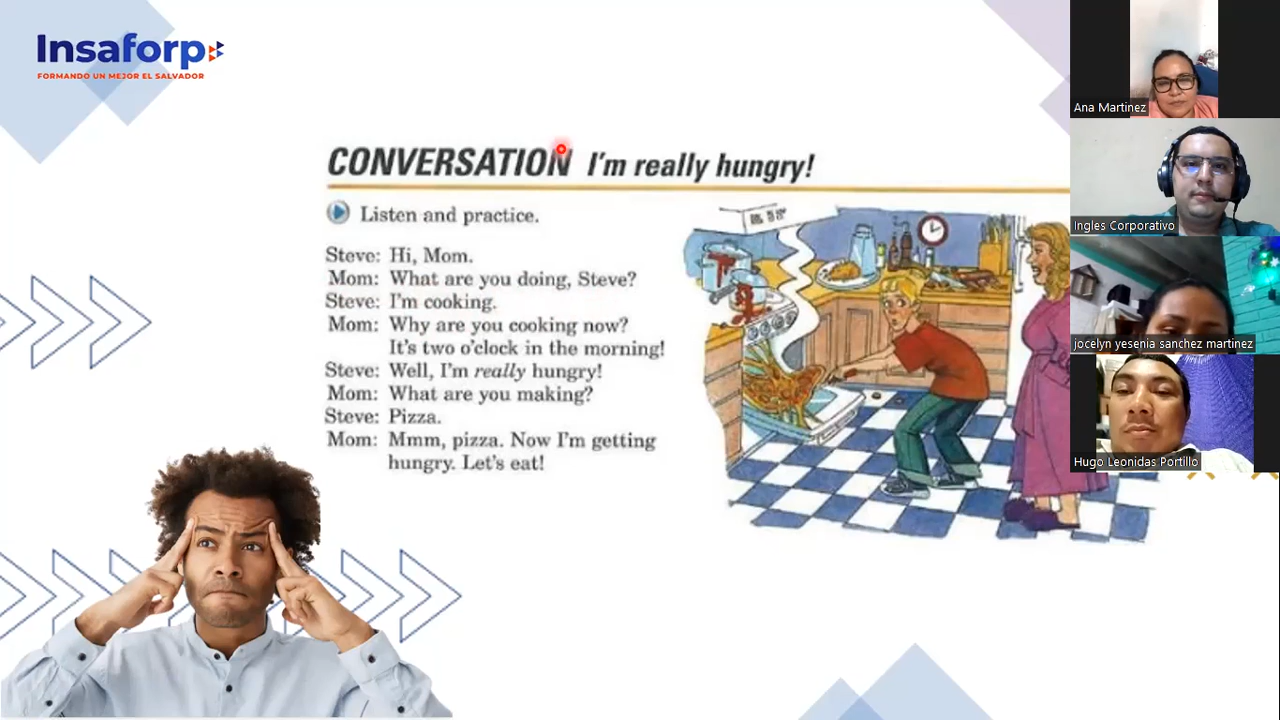 Insaforp
FORMANDO UN MEJOR EL SALVADOR
CONVERSATION I'm really hungry!
Listen and practice.
Steve: Hi, Mom.
Mom: What are you doing, Steve?
Steve: I'm cooking.
Mom: Why are you cooking now?
It's two o'clock in the morning!
Steve: Well, I'm really hungry!
Mom: What are you making?
Steve: Pizza.
Mom: Mmm, pizza. Now I'm getting
hungry. Let's eat!
Ana Martinez
Ingles Corporativo
jocelyn yesenia sanchez martinez
Hugo Leonidas Portillo